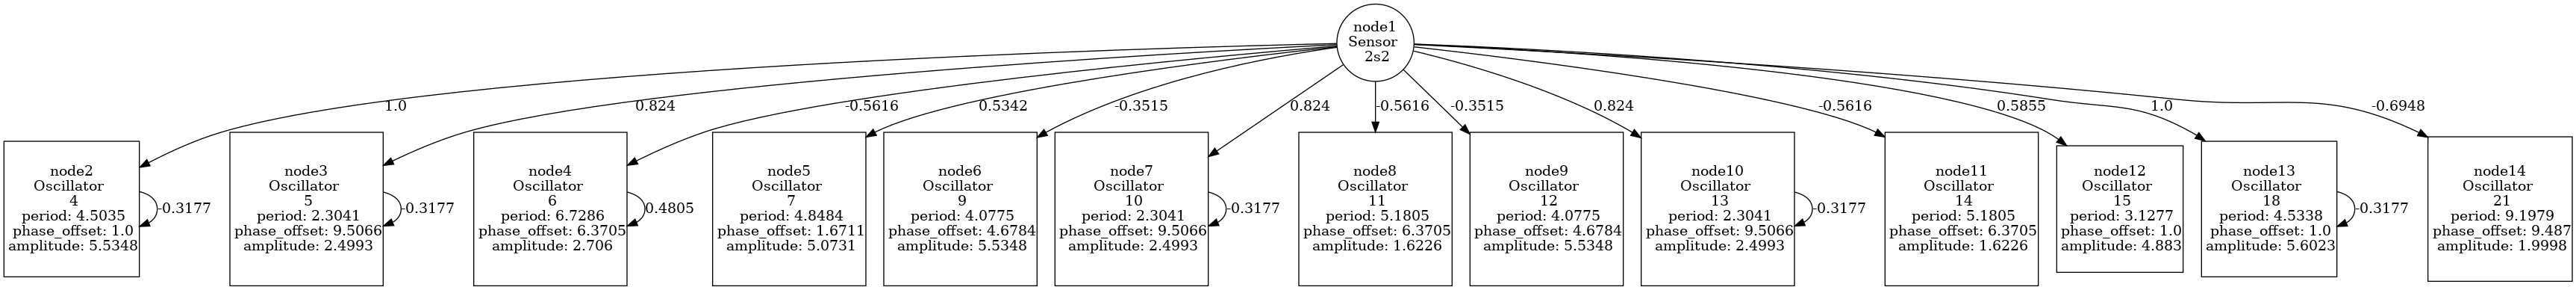 node1
Sensor
2s2
1.0
0.824
-0.5616
0.5342
-0.3515
0.824
-0.5616
-0.3515
0.824
-0.5616
0.5855
1.0
-0.6948
node2
Oscillator
4
period: 4.5035
phase_offset: 1.0
amplitude: 5.5348
-0.3177
node3
Oscillator
5
period: 2.3041
phase_offset: 9.5066
amplitude: 2.4993
-0.3177
node4
Oscillator
6
period: 6.7286
phase_offset: 6.3705
amplitude: 2.706
0.4805
node5
Oscillator
7
period: 4.8484
phase_offset: 1.6711
amplitude: 5.0731
node6
Oscillator
9
period: 4.0775
phase_offset: 4.6784
amplitude: 5.5348
node7
Oscillator
10
period: 2.3041
phase_offset: 9.5066
amplitude: 2.4993
-0.3177
node8
Oscillator
11
period: 5.1805
phase_offset: 6.3705
amplitude: 1.6226
node9
Oscillator
12
period: 4.0775
phase_offset: 4.6784
amplitude: 5.5348
node10
Oscillator
13
period: 2.3041
phase_offset: 9.5066
amplitude: 2.4993
-0.3177
node11
Oscillator
14
period: 5.1805
phase_offset: 6.3705
amplitude: 1.6226
node12
Oscillator
15
period: 3.1277
phase_offset: 1.0
amplitude: 4.883
node13
Oscillator
18
period: 4.5338
phase_offset: 1.0
amplitude: 5.6023
-0.3177
node14
Oscillator
21
period: 9.1979
phase_offset: 9.487
amplitude: 1.9998